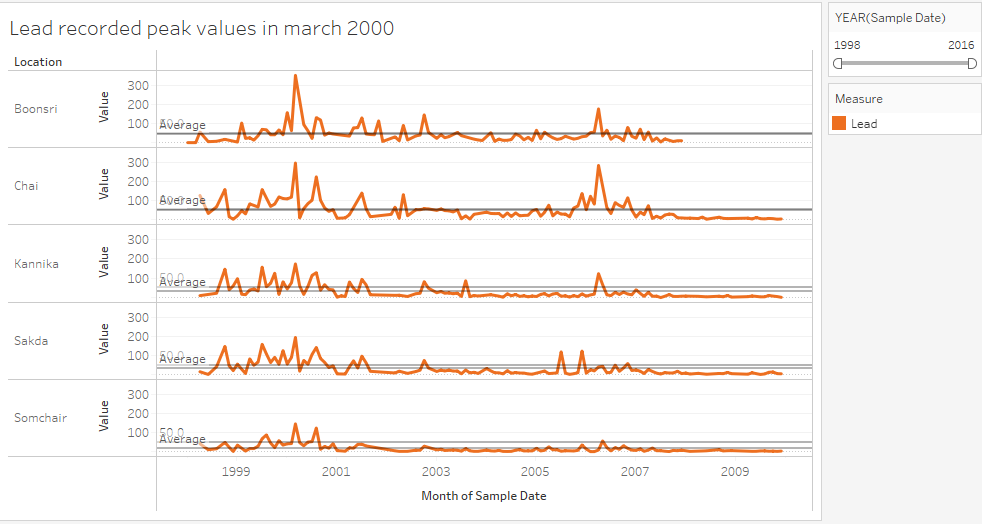 Lead recorded peak values in march 2000
Location
Boonsri
Value
300
200
100
Average
Chai
Value
300
200
100
Average
Kannika
Value
300
200
100
50.0
Average
Sakda
Value
300
200
100
50.0
Average
Somchair
Value
300
200
100
50.0
Average
1999 2001 2003 2005 2007 2009
Month of Sample Date
YEAR(Sample Date)
1998 2016
Measure
Lead